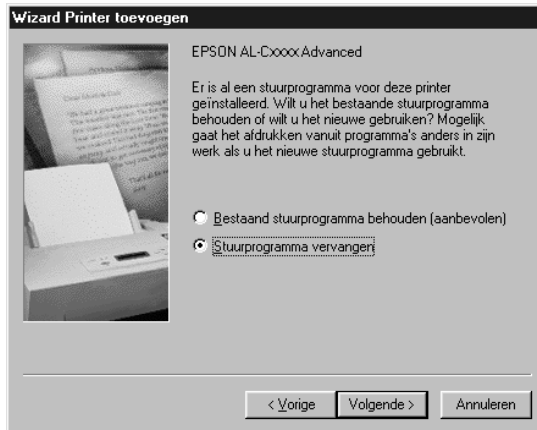 Wizard Printer toevoegen
EPSON AL-Cxxxx Advanced
Er is al een stuurprogramma voor deze printer
geïnstalleerd. Wilt u het bestaande stuurprogramma
behouden of wilt u het nieuwe gebruiken? Mogelijk
gaat het afdrukken vanuit programma's anders in zijn
werk als u het nieuwe stuurprogramma gebruikt.
Bestaand stuurprogramma behouden (aanbevolen)
Stuurprogramma vervangen
< Vorige
Volgende >
Annuleren